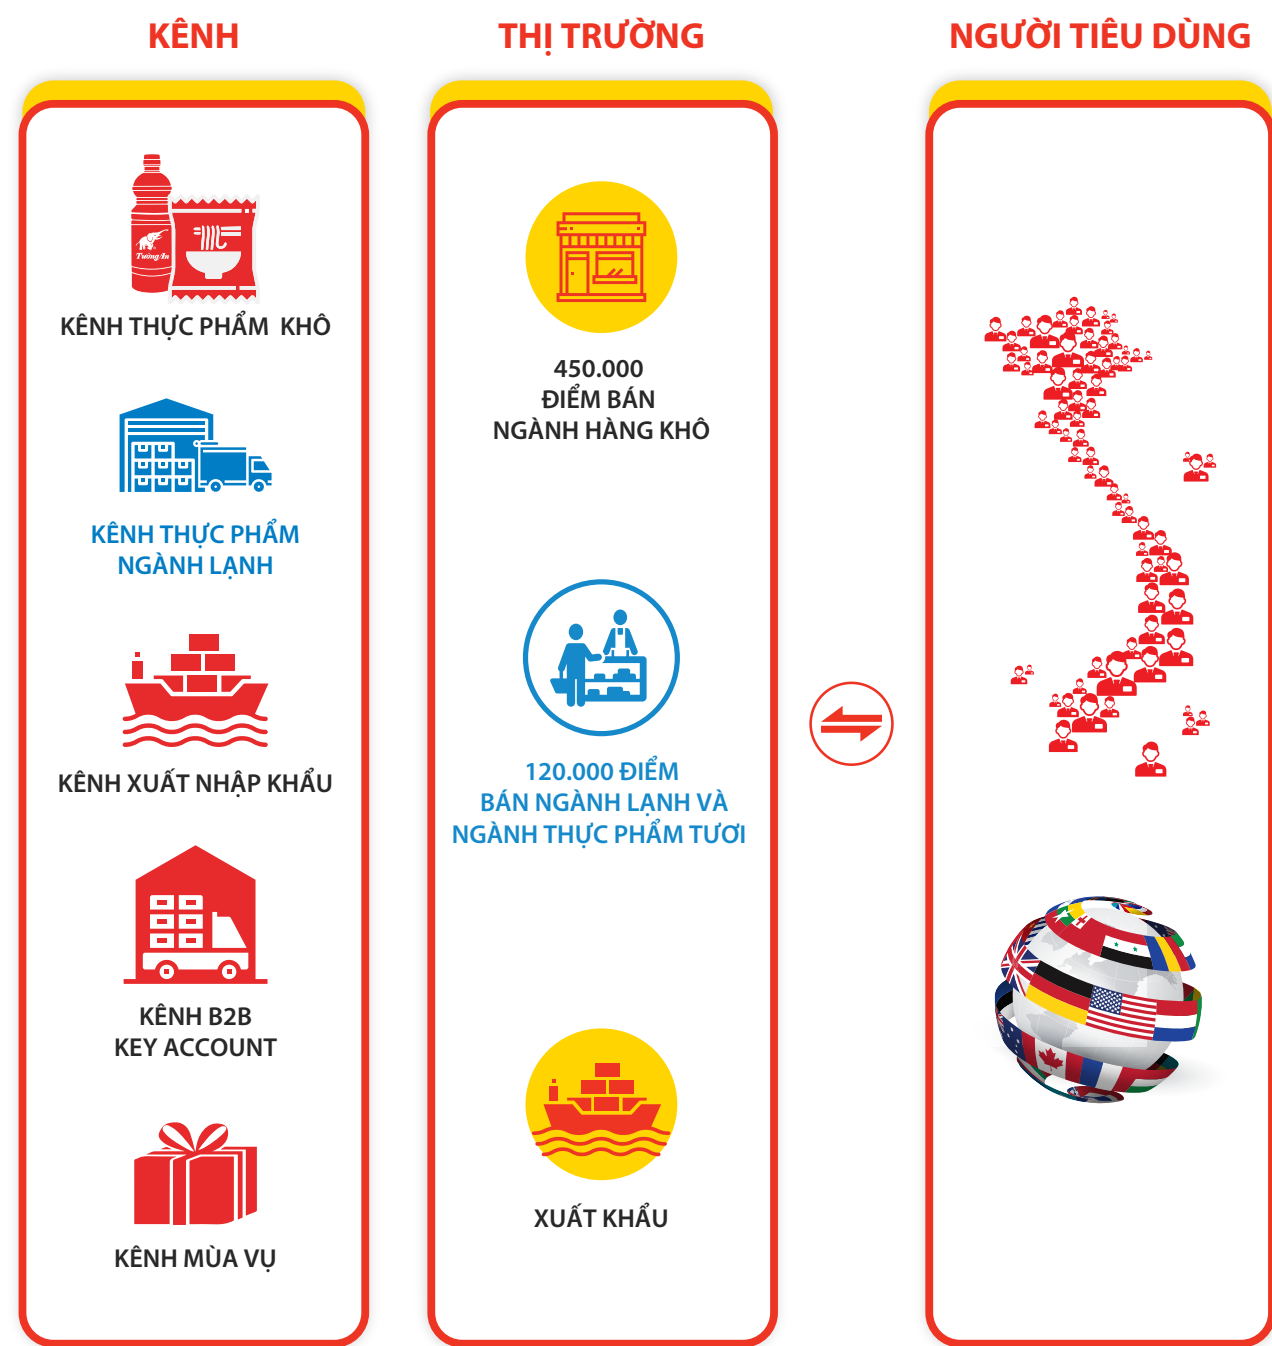 KÊNH
THỊ TRƯỜNG
NGƯỜI TIÊU DÙNG
Tường An
KÊNH THỰC PHẨM KHÔ
KÊNH THỰC PHẨM
NGÀNH LẠNH
KÊNH XUẤT NHẬP KHẨU
KÊNH B2B
KEY ACCOUNT
KÊNH MÙA VỤ
450.000
ĐIỂM BÁN
NGÀNH HÀNG KHÔ
120.000 ĐIỂM
BÁN NGÀNH LẠNH VÀ
NGÀNH THỰC PHẨM TƯƠI
XUẤT KHẨU